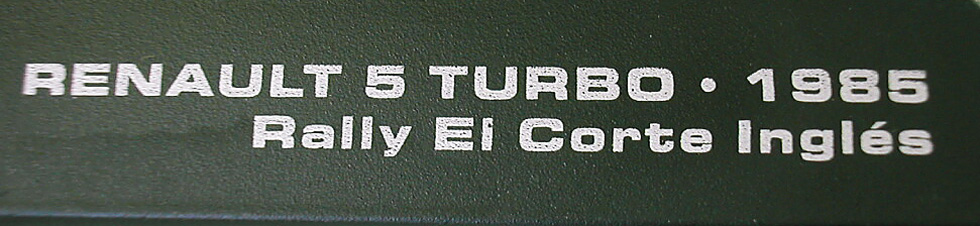 RENAULT 5 TURBO • 1985
Rally El Corte Inglés